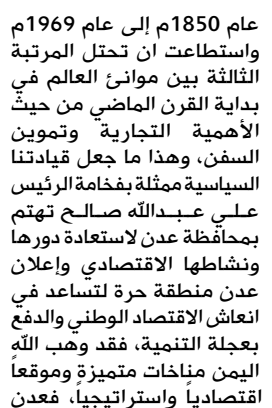 عام 1850م إلى عام 1969م
واستطاعت ان تحتل المرتبة
الثالثة بين موانئ العالم في
بداية القرن الماضي من حيث
الأهمية التجارية وتموين
السفن، وهذا ما جعل قيادتنا
السياسية ممثلة بفخامة الرئيس
علـي عـبـدالله صـالـح تهتم
بمحافظة عدن لاستعادة دورها
ونشاطها الاقتصادي وإعلان
عدن منطقة حرة لتساعد في
انعاش الاقتصاد الوطني والدفع
بعجلة التنمية، فقد وهب الله
اليمن مناخات متميزة وموقعاً
اقتصادياً واستراتيجياً، فعدن